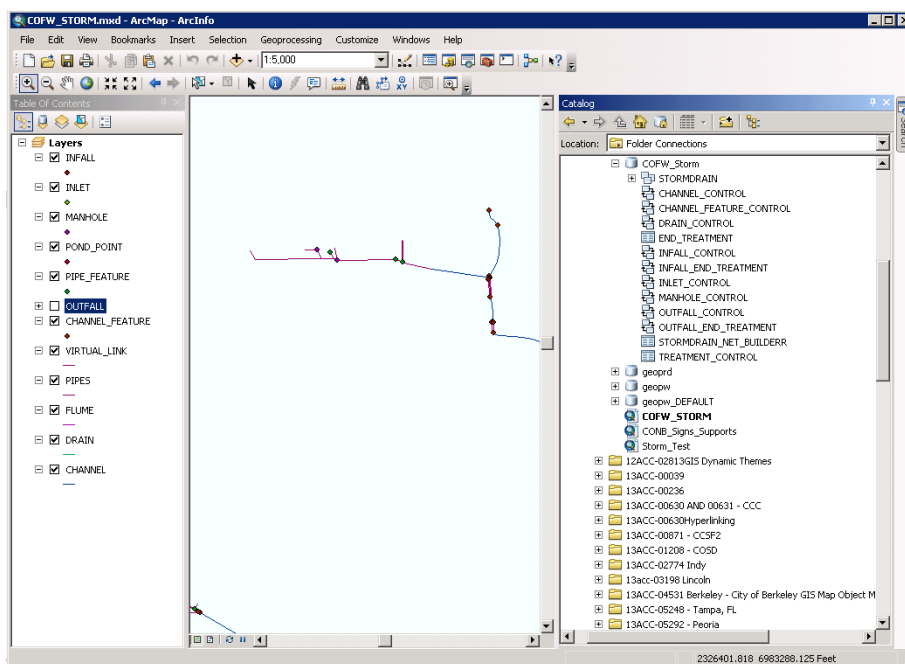 COFW_STORM.mxd - ArcMap - ArcInfo
File Edit View Bookmarks Insert Selection Geoprocessing Customize Windows Help
1:5,000
Table Of Contents
Layers
INFALL
INLET
MANHOLE
POND_POINT
PIPE_FEATURE
OUTFALL
CHANNEL_FEATURE
VIRTUAL_LINK
PIPES
FLUME
DRAIN
CHANNEL
Catalog
Location: Folder Connections
COFW_Storm
STORMDRAIN
CHANNEL_CONTROL
CHANNEL_FEATURE_CONTROL
DRAIN_CONTROL
END_TREATMENT
INFALL_CONTROL
INFALL_END_TREATMENT
INLET_CONTROL
MANHOLE_CONTROL
OUTFALL_CONTROL
OUTFALL_END_TREATMENT
STORMDRAIN_NET_BUILDERR
TREATMENT_CONTROL
geoprd
geopw
geopw_DEFAULT
COFW_STORM
CONB_Signs_Supports
Storm_Test
12ACC-02813GIS Dynamic Themes
13ACC-00039
13ACC-00236
13ACC-00630 AND 00631 - CCC
13ACC-00630Hyperlinking
13ACC-00871 - CCSF2
13ACC-01208 - COSD
13ACC-02774 Indy
13acc-03198 Lincoln
13ACC-04531 Berkeley - City of Berkeley GIS Map Object M
13ACC-05248 - Tampa, FL
13ACC-05292 - Peoria
Search
2326401.818 6983288.125 Feet